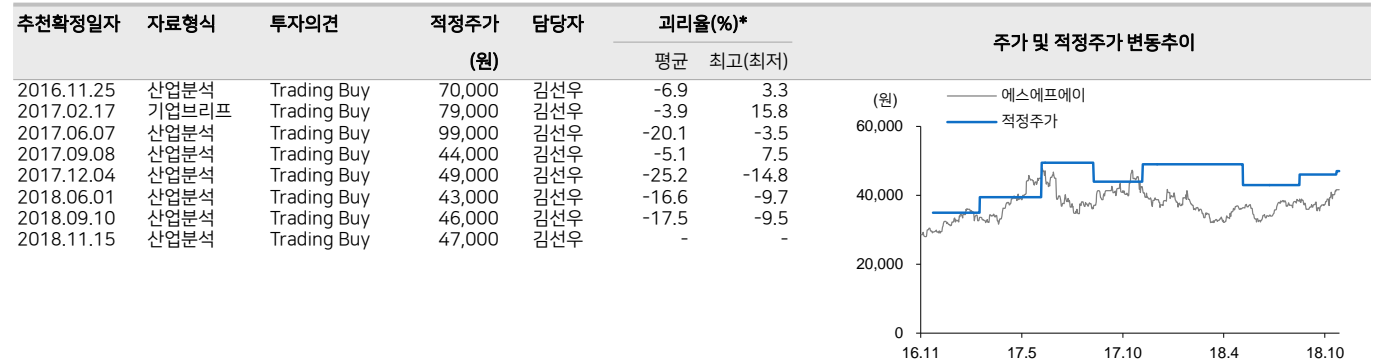 추천확정일자 자료형식 투자의견 적정주가 담당자 괴리율(%)* 주가 및 적정주가 변동추이
(원) 평균 최고(최저)
2016.11.25 산업분석 Trading Buy 70,000 김선우 -6.9 3.3
2017.02.17 기업브리프 Trading Buy 79,000 김선우 -3.9 15.8
2017.06.07 산업분석 Trading Buy 99,000 김선우 -20.1 -3.5
2017.09.08 산업분석 Trading Buy 44,000 김선우 -5.1 7.5
2017.12.04 산업분석 Trading Buy 49,000 김선우 -25.2 -14.8
2018.06.01 산업분석 Trading Buy 43,000 김선우 -16.6 -9.7
2018.09.10 산업분석 Trading Buy 46,000 김선우 -17.5 -9.5
2018.11.15 산업분석 Trading Buy 47,000 김선우 - -
(원) 에스에프에이
적정주가
60,000
40,000
20,000
0
16.11 17.5 17.10 18.4 18.10